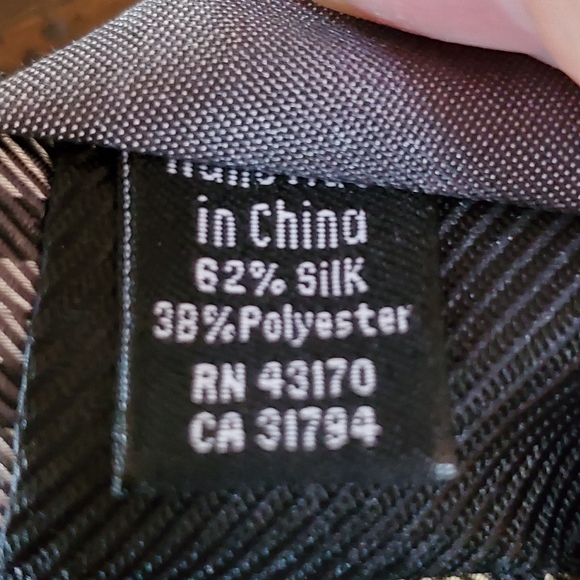 in China
62% Silk
38%Polyester
RN 43170
CA 31794